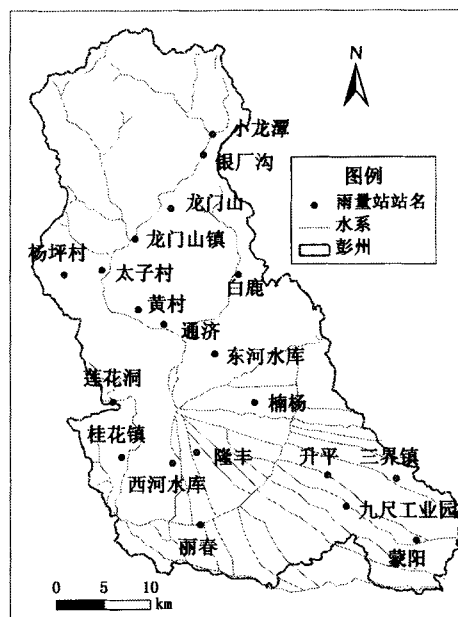 N
小龙潭
银厂沟
图例
雨量站站名
水系
彭州
龙门山
龙门山镇
杨坪村
太子村
白鹿
黄村
通济
东河水库
莲花洞
楠杨
桂花镇
隆丰
升平
三界镇
西河水库
九尺工业园
丽春
蒙阳
0 5 10
km